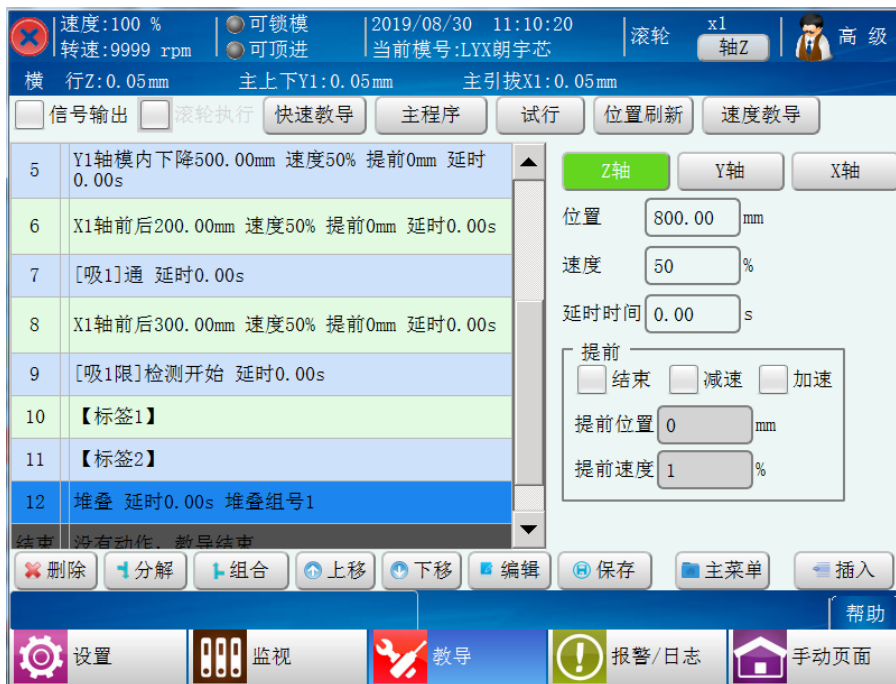 速度:100 %
转速:9999 rpm
可锁模
可顶进
2019/08/30 11:10:20
当前模号:LYX朗宇芯
滚轮
x1
轴Z
高 级
横 行Z:0.05mm 主上下Y1:0.05mm 主引拔X1:0.05mm
信号输出 滚轮执行 快速教导 主程序 试行 位置刷新 速度教导
5 Y1轴模内下降500.00mm 速度50% 提前0mm 延时
0.00s
6 X1轴前后200.00mm 速度50% 提前0mm 延时0.00s
7 [吸1]通 延时0.00s
8 X1轴前后300.00mm 速度50% 提前0mm 延时0.00s
9 [吸1限]检测开始 延时0.00s
10 【标签1】
11 【标签2】
12 堆叠 延时0.00s 堆叠组号1
结束 没有动作，教导结束
Z轴 Y轴 X轴
位置 800.00 mm
速度 50 %
延时时间 0.00 s
提前
结束 减速 加速
提前位置 0 mm
提前速度 1 %
删除 分解 组合 上移 下移 编辑 保存 主菜单 插入
帮助
设置 监视 教导 报警/日志 手动页面